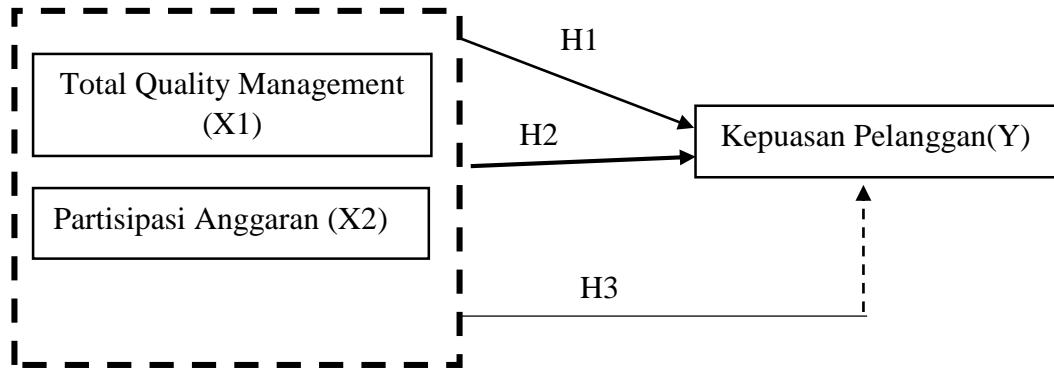 H1
Total Quality Management
(X1)
H2
Kepuasan Pelanggan(Y)
Partisipasi Anggaran (X2)
H3